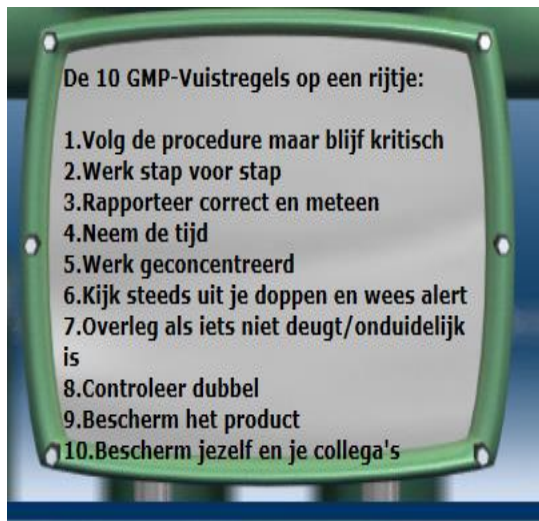 De 10 GMP-Vuistregels op een rijtje:
1.Volg de procedure maar blijf kritisch
2.Werk stap voor stap
3.Rapporteer correct en meteen
4.Neem de tijd
5.Werk geconcentreerd
6.Kijk steeds uit je doppen en wees alert
7.Overleg als iets niet deugt/onduidelijk
is
8.Controleer dubbel
9.Bescherm het product
10.Bescherm jezelf en je collega's